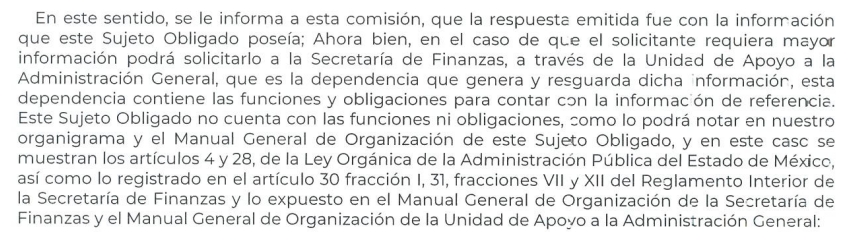 En este sentido, se le informa a esta comisión, que la respuesta emitida fue con la información
que este Sujeto Obligado poseía; Ahora bien, en el caso de que el solicitante requiera mayor
información podrá solicitarlo a la Secretaría de Finanzas, a través de la Unidad de Apoyo a la
Administración General, que es la dependencia que genera y resguarda dicha información, esta
dependencia contiene las funciones y obligaciones para contar con la información de referencia.
Este Sujeto Obligado no cuenta con las funciones ni obligaciones, como lo podrá notar en nuestro
organigrama y el Manual General de Organización de este Sujeto Obligado, y en este caso se
muestran los artículos 4 y 28, de la Ley Orgánica de la Administración Pública del Estado de México,
así como lo registrado en el artículo 30 fracción I, 31, fracciones VII y XII del Reglamento Interior de
la Secretaría de Finanzas y lo expuesto en el Manual General de Organización de la Secretaría de
Finanzas y el Manual General de Organización de la Unidad de Apoyo a la Administración General: